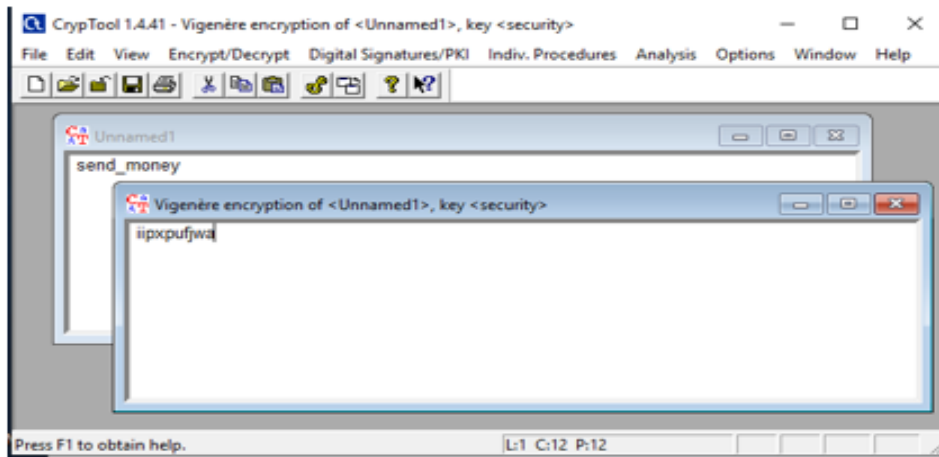 CrypTool 1.4.41 - Vigenère encryption of <Unnamed1>, key <security>
File Edit View Encrypt/Decrypt Digital Signatures/PKI Indiv. Procedures Analysis Options Window Help
Unnamed1
send_money
Vigenère encryption of <Unnamed1>, key <security>
iipxpufjwa
Press F1 to obtain help. L:1 C:12 P:12